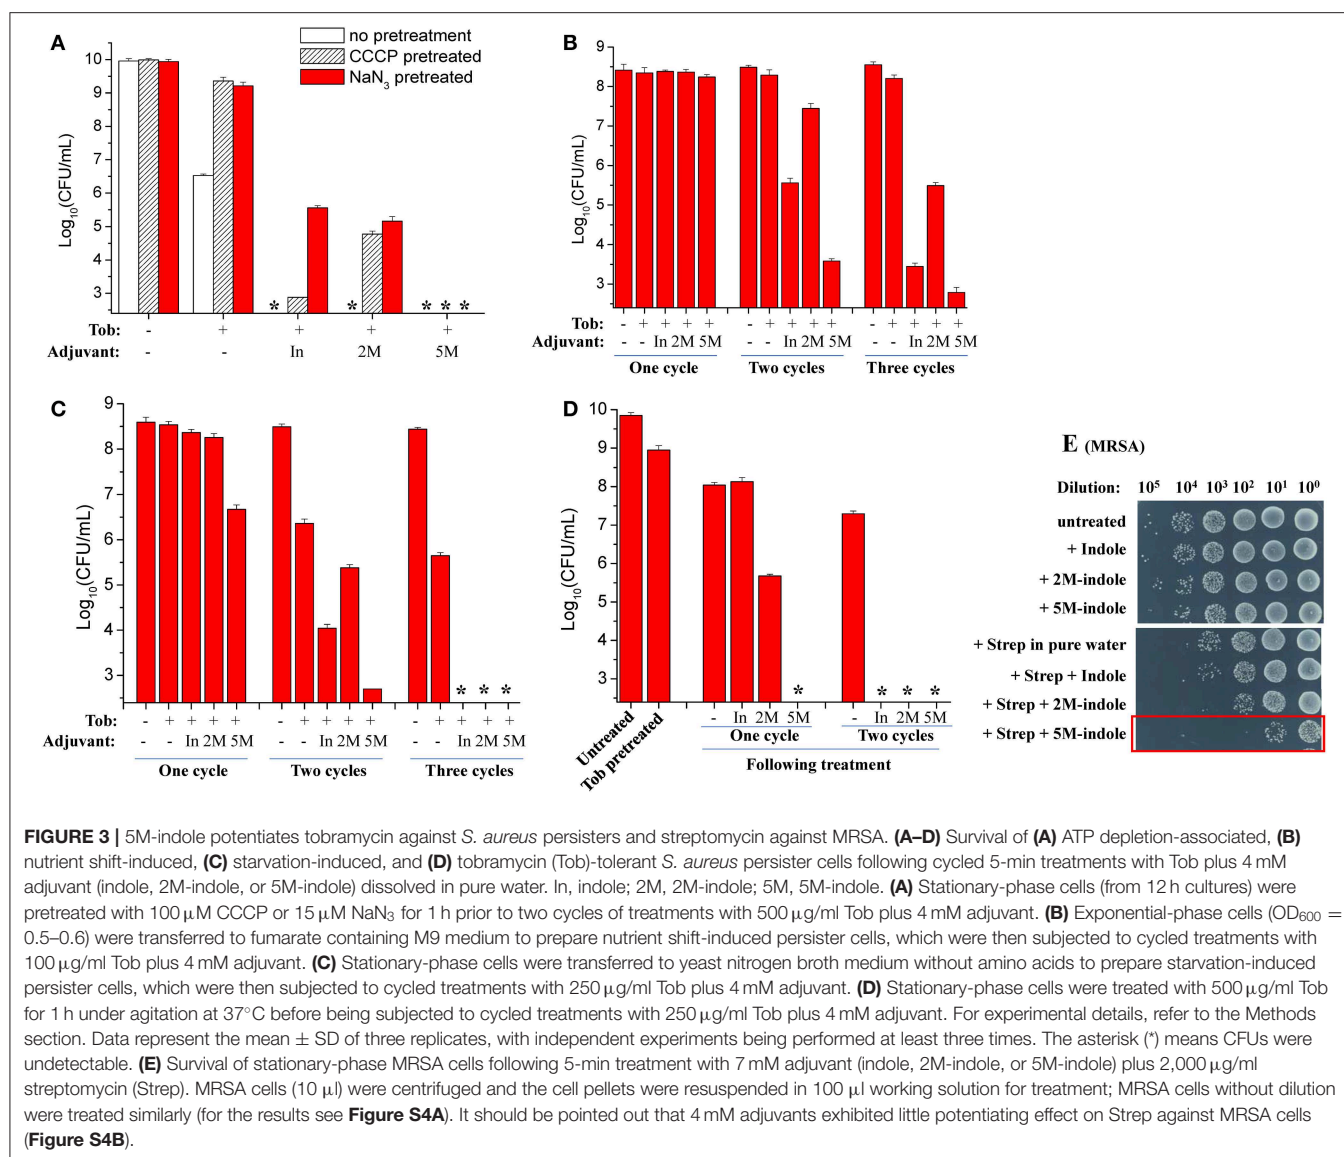 A
no pretreatment
CCCP pretreated
NaN3 pretreated
Log10(CFU/mL)
10
9
8
7
6
5
4
3
* * * * *
Tob: - + + + +
Adjuvant: - - In 2M 5M
B
Log10(CFU/mL)
9
8
7
6
5
4
3
Tob: - + + + + - + + + + - + + + +
Adjuvant: - - In 2M 5M - - In 2M 5M - - In 2M 5M
One cycle Two cycles Three cycles
C
Log10(CFU/mL)
9
8
7
6
5
4
3
* * *
Tob: - + + + + - + + + + - + + + +
Adjuvant: - - In 2M 5M - - In 2M 5M - - In 2M 5M
One cycle Two cycles Three cycles
D
Log10(CFU/mL)
10
9
8
7
6
5
4
3
* * * *
Untreated
Tob pretreated
- In 2M 5M - In 2M 5M
One cycle Two cycles
Following treatment
E (MRSA)
Dilution: 10^5 10^4 10^3 10^2 10^1 10^0
untreated
+ Indole
+ 2M-indole
+ 5M-indole
+ Strep in pure water
+ Strep + Indole
+ Strep + 2M-indole
+ Strep + 5M-indole
FIGURE 3 | 5M-indole potentiates tobramycin against S. aureus persisters and streptomycin against MRSA. (A–D) Survival of (A) ATP depletion-associated, (B)
nutrient shift-induced, (C) starvation-induced, and (D) tobramycin (Tob)-tolerant S. aureus persister cells following cycled 5-min treatments with Tob plus 4 mM
adjuvant (indole, 2M-indole, or 5M-indole) dissolved in pure water. In, indole; 2M, 2M-indole; 5M, 5M-indole. (A) Stationary-phase cells (from 12 h cultures) were
pretreated with 100 μM CCCP or 15 μM NaN3 for 1 h prior to two cycles of treatments with 500 μg/ml Tob plus 4 mM adjuvant. (B) Exponential-phase cells (OD600 =
0.5–0.6) were transferred to fumarate containing M9 medium to prepare nutrient shift-induced persister cells, which were then subjected to cycled treatments with
100 μg/ml Tob plus 4 mM adjuvant. (C) Stationary-phase cells were transferred to yeast nitrogen broth medium without amino acids to prepare starvation-induced
persister cells, which were then subjected to cycled treatments with 250 μg/ml Tob plus 4 mM adjuvant. (D) Stationary-phase cells were treated with 500 μg/ml Tob
for 1 h under agitation at 37°C before being subjected to cycled treatments with 250 μg/ml Tob plus 4 mM adjuvant. For experimental details, refer to the Methods
section. Data represent the mean ± SD of three replicates, with independent experiments being performed at least three times. The asterisk (*) means CFUs were
undetectable. (E) Survival of stationary-phase MRSA cells following 5-min treatment with 7 mM adjuvant (indole, 2M-indole, or 5M-indole) plus 2,000 μg/ml
streptomycin (Strep). MRSA cells (10 μl) were centrifuged and the cell pellets were resuspended in 100 μl working solution for treatment; MRSA cells without dilution
were treated similarly (for the results see Figure S4A). It should be pointed out that 4 mM adjuvants exhibited little potentiating effect on Strep against MRSA cells
(Figure S4B).